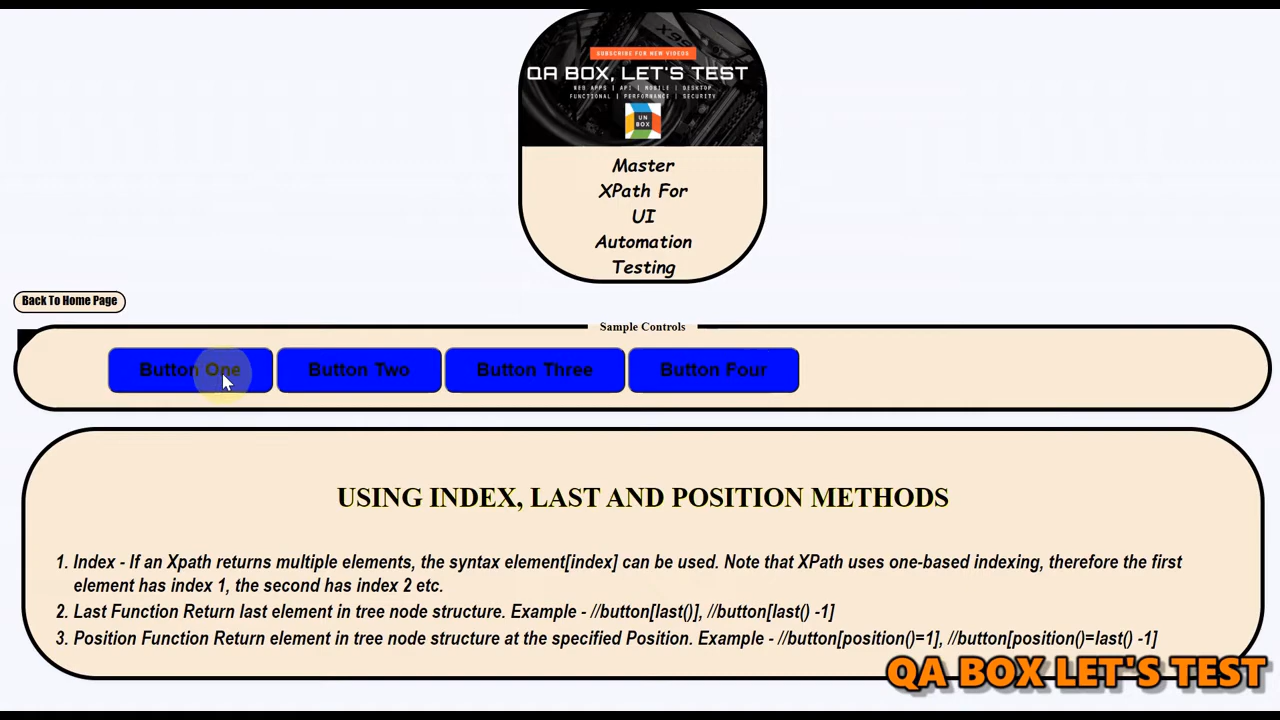 SUBSCRIBE FOR NEW VIDEOS
QA BOX, LET'S TEST
WEB APPS | API | MOBILE | DESKTOP
FUNCTIONAL | PERFORMANCE | SECURITY
UN
BOX
Master
XPath For
UI
Automation
Testing
Back To Home Page
Sample Controls
Button One Button Two Button Three Button Four
USING INDEX, LAST AND POSITION METHODS
1. Index - If an Xpath returns multiple elements, the syntax element[index] can be used. Note that XPath uses one-based indexing, therefore the first
element has index 1, the second has index 2 etc.
2. Last Function Return last element in tree node structure. Example - //button[last()], //button[last() -1]
3. Position Function Return element in tree node structure at the specified Position. Example - //button[position()=1], //button[position()=last() -1]
QA BOX LET'S TEST